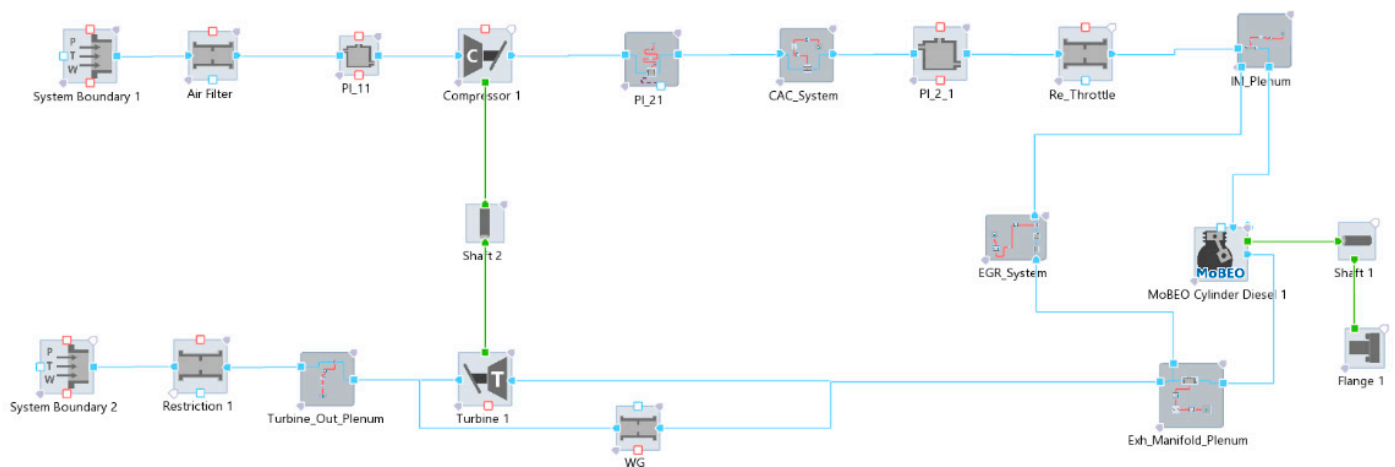 P
T
W
System Boundary 1
Air Filter
PI_11
C
Compressor 1
PI_21
CAC_System
PI_2_1
Re_Throttle
IM_Plenum
Shaft 2
EGR_System
MoBEO
MoBEO Cylinder Diesel 1
Shaft 1
P
T
W
System Boundary 2
Restriction 1
Turbine_Out_Plenum
T
Turbine 1
WG
Exh_Manifold_Plenum
Flange 1